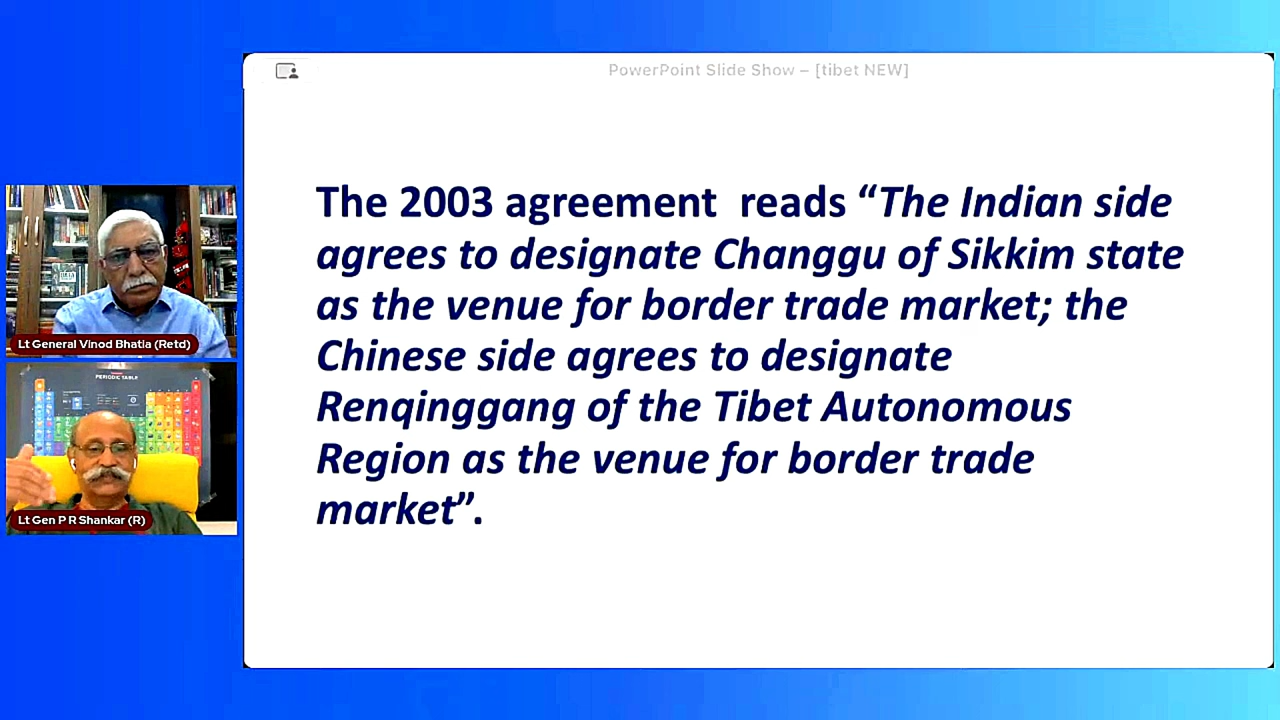 PowerPoint Slide Show – [tibet NEW]
The 2003 agreement  reads “The Indian side
agrees to designate Changgu of Sikkim state
as the venue for border trade market; the
Chinese side agrees to designate
Renqinggang of the Tibet Autonomous
Region as the venue for border trade
market”.
Lt General Vinod Bhatia (Retd)
PERIODIC TABLE
Lt Gen P R Shankar (R)